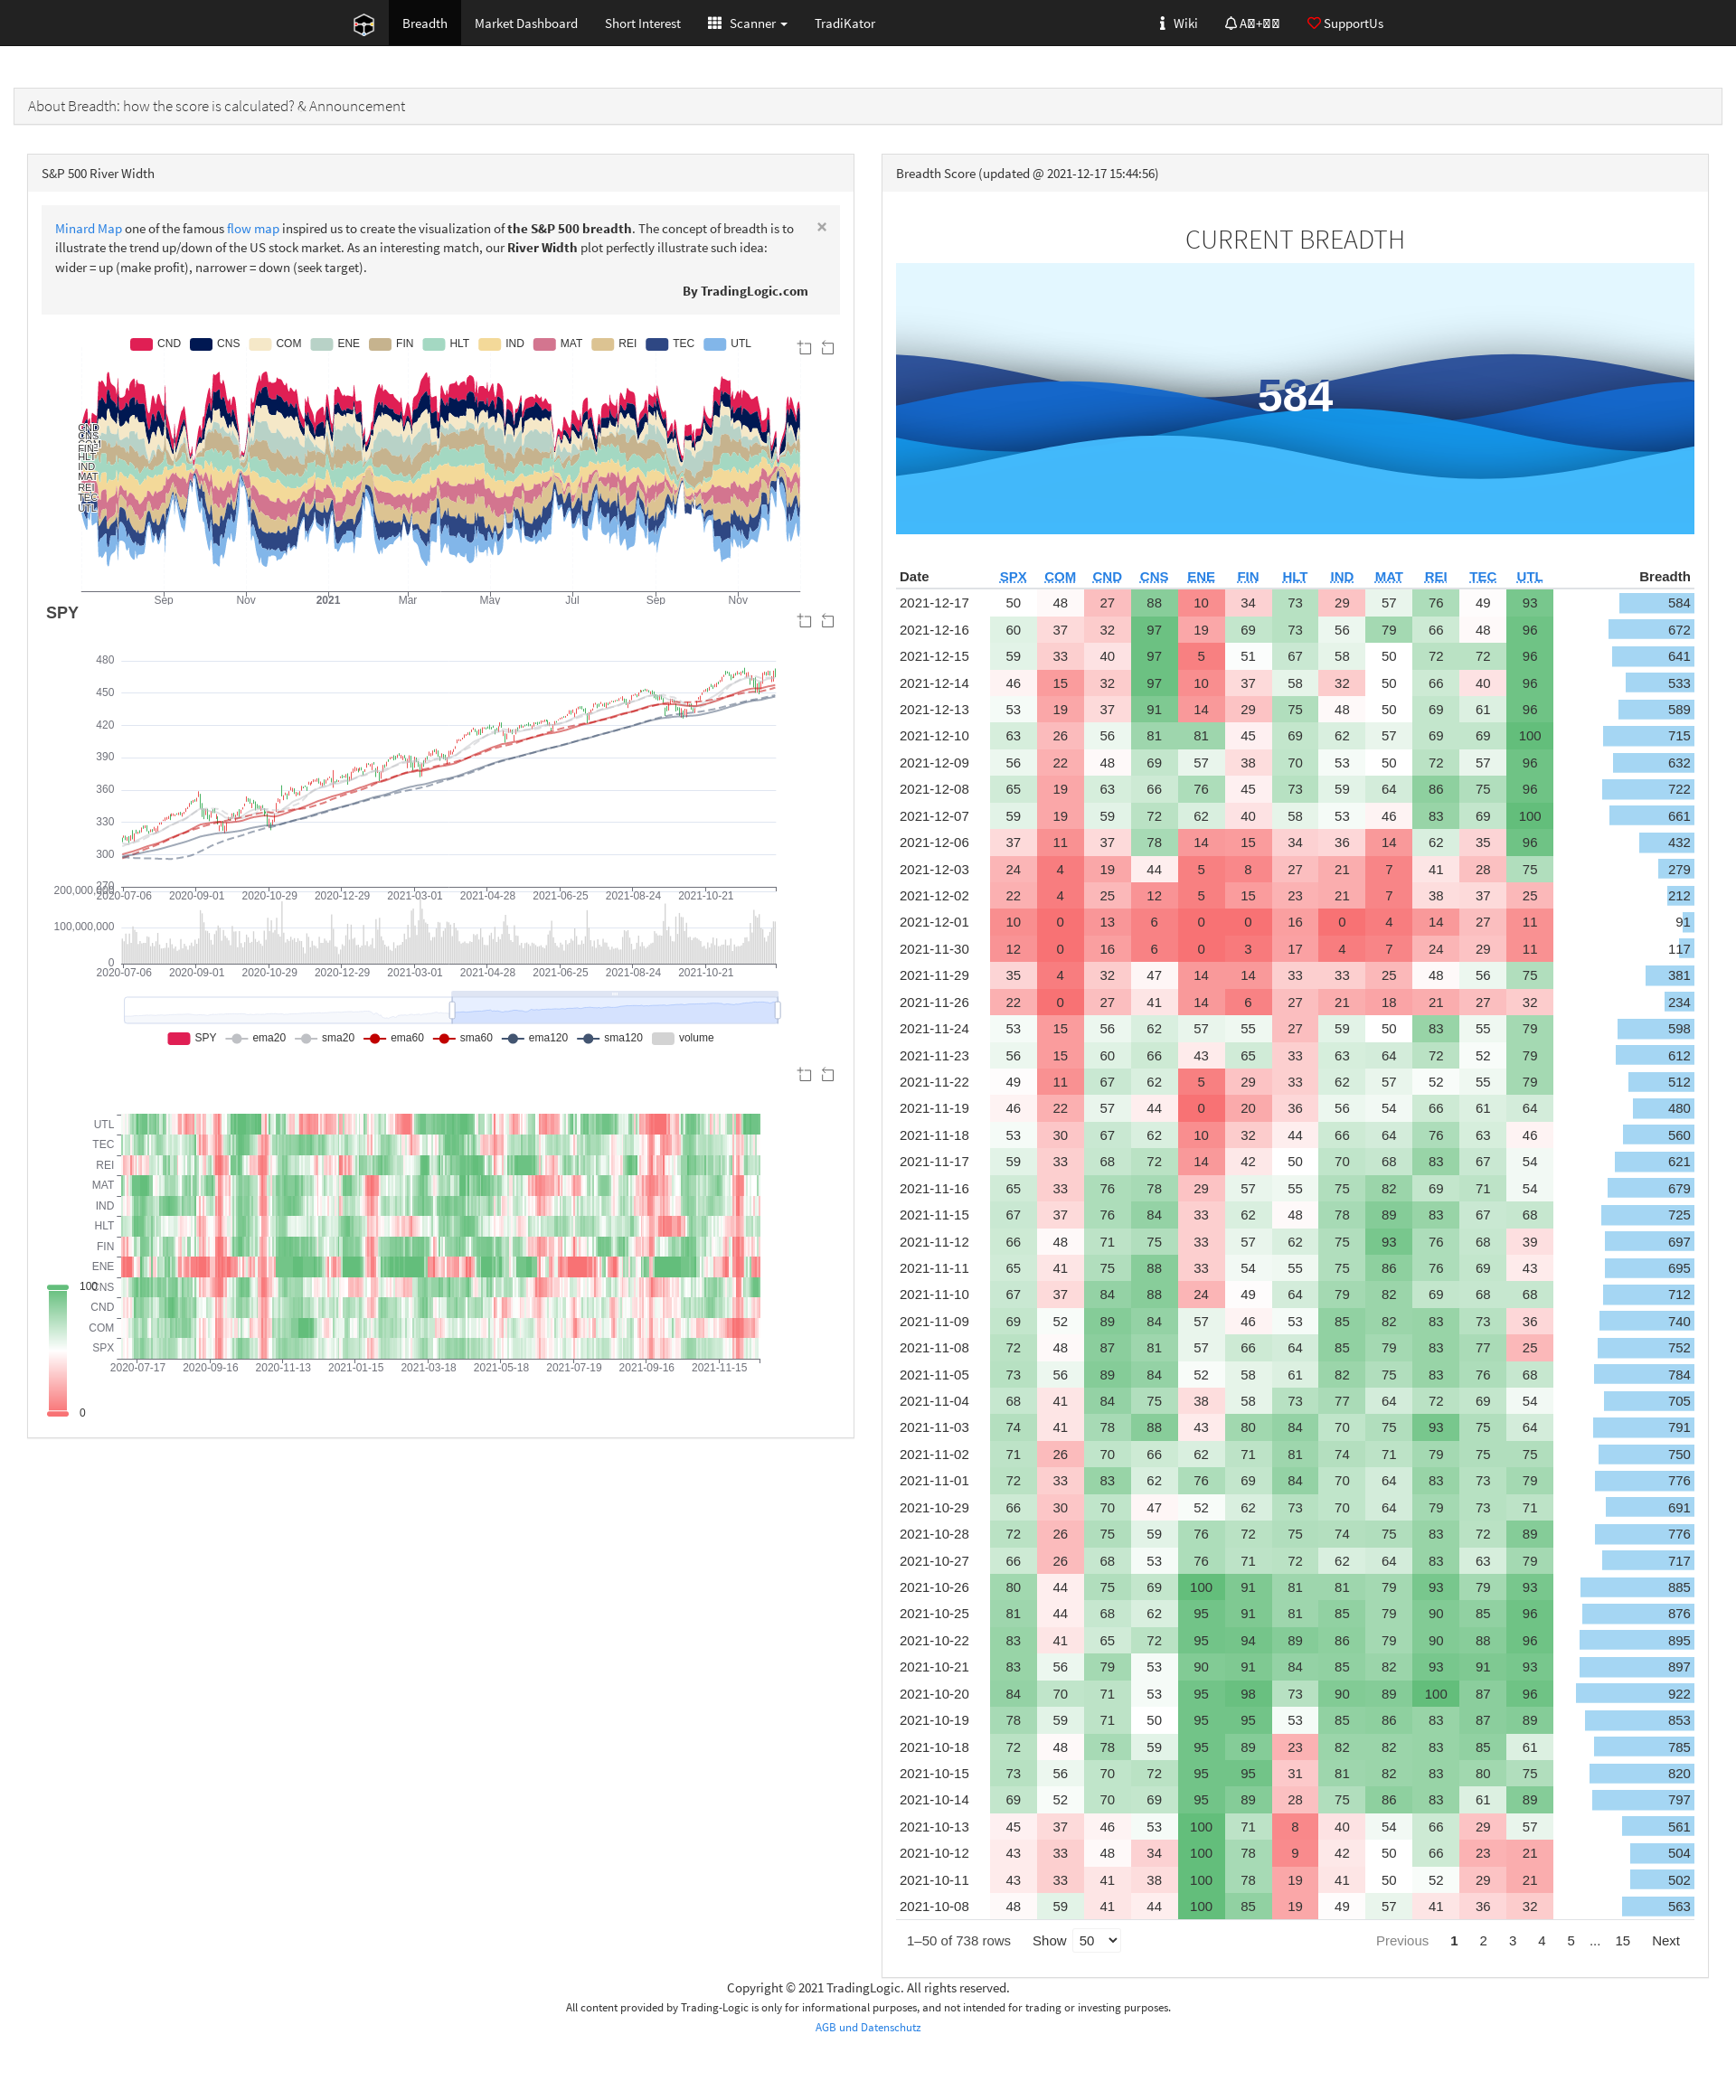 Breadth Market Dashboard Short Interest Scanner TradiKator Wiki SupportUs
About Breadth: how the score is calculated? & Announcement
S&P 500 River Width
Minard Map one of the famous flow map inspired us to create the visualization of the S&P 500 breadth. The concept of breadth is to
illustrate the trend up/down of the US stock market. As an interesting match, our River Width plot perfectly illustrate such idea:
wider = up (make profit), narrower = down (seek target).
×
By TradingLogic.com
CND CNS COM ENE FIN HLT IND MAT REI TEC UTL
CND
CNS
FIN
HLT
IND
MAT
REI
TEC
UTL
Sep Nov 2021 Mar May Jul Sep Nov
SPY
480
450
420
390
360
330
300
270
2020-07-06 2020-09-01 2020-10-29 2020-12-29 2021-03-01 2021-04-28 2021-06-25 2021-08-24 2021-10-21
200,000,000
100,000,000
0
2020-07-06 2020-09-01 2020-10-29 2020-12-29 2021-03-01 2021-04-28 2021-06-25 2021-08-24 2021-10-21
SPY ema20 sma20 ema60 sma60 ema120 sma120 volume
UTL
TEC
REI
MAT
IND
HLT
FIN
ENE
CNS
CND
COM
SPX
2020-07-17 2020-09-16 2020-11-13 2021-01-15 2021-03-18 2021-05-18 2021-07-19 2021-09-16 2021-11-15
100
0
Breadth Score (updated @ 2021-12-17 15:44:56)
CURRENT BREADTH
584
Date SPX COM CND CNS ENE FIN HLT IND MAT REI TEC UTL Breadth
2021-12-17 50 48 27 88 10 34 73 29 57 76 49 93 584
2021-12-16 60 37 32 97 19 69 73 56 79 66 48 96 672
2021-12-15 59 33 40 97 5 51 67 58 50 72 72 96 641
2021-12-14 46 15 32 97 10 37 58 32 50 66 40 96 533
2021-12-13 53 19 37 91 14 29 75 48 50 69 61 96 589
2021-12-10 63 26 56 81 81 45 69 62 57 69 69 100 715
2021-12-09 56 22 48 69 57 38 70 53 50 72 57 96 632
2021-12-08 65 19 63 66 76 45 73 59 64 86 75 96 722
2021-12-07 59 19 59 72 62 40 58 53 46 83 69 100 661
2021-12-06 37 11 37 78 14 15 34 36 14 62 35 96 432
2021-12-03 24 4 19 44 5 8 27 21 7 41 28 75 279
2021-12-02 22 4 25 12 5 15 23 21 7 38 37 25 212
2021-12-01 10 0 13 6 0 0 16 0 4 14 27 11 91
2021-11-30 12 0 16 6 0 3 17 4 7 24 29 11 117
2021-11-29 35 4 32 47 14 14 33 33 25 48 56 75 381
2021-11-26 22 0 27 41 14 6 27 21 18 21 27 32 234
2021-11-24 53 15 56 62 57 55 27 59 50 83 55 79 598
2021-11-23 56 15 60 66 43 65 33 63 64 72 52 79 612
2021-11-22 49 11 67 62 5 29 33 62 57 52 55 79 512
2021-11-19 46 22 57 44 0 20 36 56 54 66 61 64 480
2021-11-18 53 30 67 62 10 32 44 66 64 76 63 46 560
2021-11-17 59 33 68 72 14 42 50 70 68 83 67 54 621
2021-11-16 65 33 76 78 29 57 55 75 82 69 71 54 679
2021-11-15 67 37 76 84 33 62 48 78 89 83 67 68 725
2021-11-12 66 48 71 75 33 57 62 75 93 76 68 39 697
2021-11-11 65 41 75 88 33 54 55 75 86 76 69 43 695
2021-11-10 67 37 84 88 24 49 64 79 82 69 68 68 712
2021-11-09 69 52 89 84 57 46 53 85 82 83 73 36 740
2021-11-08 72 48 87 81 57 66 64 85 79 83 77 25 752
2021-11-05 73 56 89 84 52 58 61 82 75 83 76 68 784
2021-11-04 68 41 84 75 38 58 73 77 64 72 69 54 705
2021-11-03 74 41 78 88 43 80 84 70 75 93 75 64 791
2021-11-02 71 26 70 66 62 71 81 74 71 79 75 75 750
2021-11-01 72 33 83 62 76 69 84 70 64 83 73 79 776
2021-10-29 66 30 70 47 52 62 73 70 64 79 73 71 691
2021-10-28 72 26 75 59 76 72 75 74 75 83 72 89 776
2021-10-27 66 26 68 53 76 71 72 62 64 83 63 79 717
2021-10-26 80 44 75 69 100 91 81 81 79 93 79 93 885
2021-10-25 81 44 68 62 95 91 81 85 79 90 85 96 876
2021-10-22 83 41 65 72 95 94 89 86 79 90 88 96 895
2021-10-21 83 56 79 53 90 91 84 85 82 93 91 93 897
2021-10-20 84 70 71 53 95 98 73 90 89 100 87 96 922
2021-10-19 78 59 71 50 95 95 53 85 86 83 87 89 853
2021-10-18 72 48 78 59 95 89 23 82 82 83 85 61 785
2021-10-15 73 56 70 72 95 95 31 81 82 83 80 75 820
2021-10-14 69 52 70 69 95 89 28 75 86 83 61 89 797
2021-10-13 45 37 46 53 100 71 8 40 54 66 29 57 561
2021-10-12 43 33 48 34 100 78 9 42 50 66 23 21 504
2021-10-11 43 33 41 38 100 78 19 41 50 52 29 21 502
2021-10-08 48 59 41 44 100 85 19 49 57 41 36 32 563
1–50 of 738 rows Show 50 Previous 1 2 3 4 5 ... 15 Next
Copyright © 2021 TradingLogic. All rights reserved.
All content provided by Trading-Logic is only for informational purposes, and not intended for trading or investing purposes.
AGB und Datenschutz